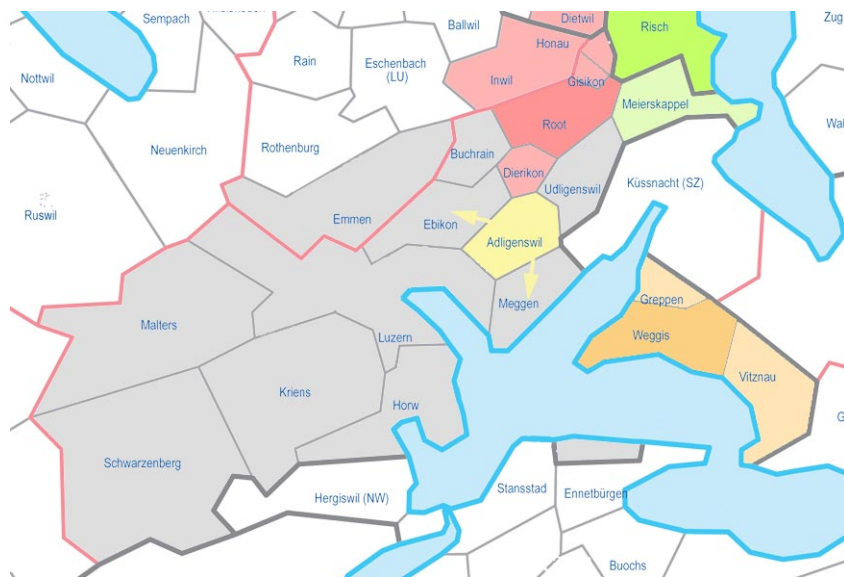 Sempach
Ballwil
Dietwil
Risch
Zug
Honau
Rain
Eschenbach
(LU)
Nottwil
Inwil
Gisikon
Meierskappel
Root
Neuenkirch
Rothenburg
Buchrain
Dierikon
Küssnacht (SZ)
Udligenswil
Ruswil
Emmen
Ebikon
Adligenswil
Greppen
Meggen
Malters
Luzern
Weggis
Vitznau
Kriens
Horw
Schwarzenberg
Stansstad
Ennetbürgen
Hergiswil (NW)
Buochs